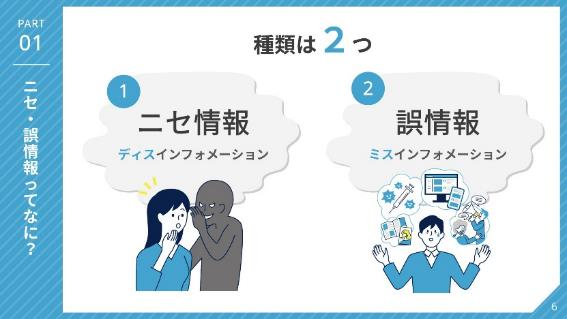 PART
01
ニセ・誤情報ってなに？
種類は2つ
1
ニセ情報
ディスインフォメーション
2
誤情報
ミスインフォメーション
6